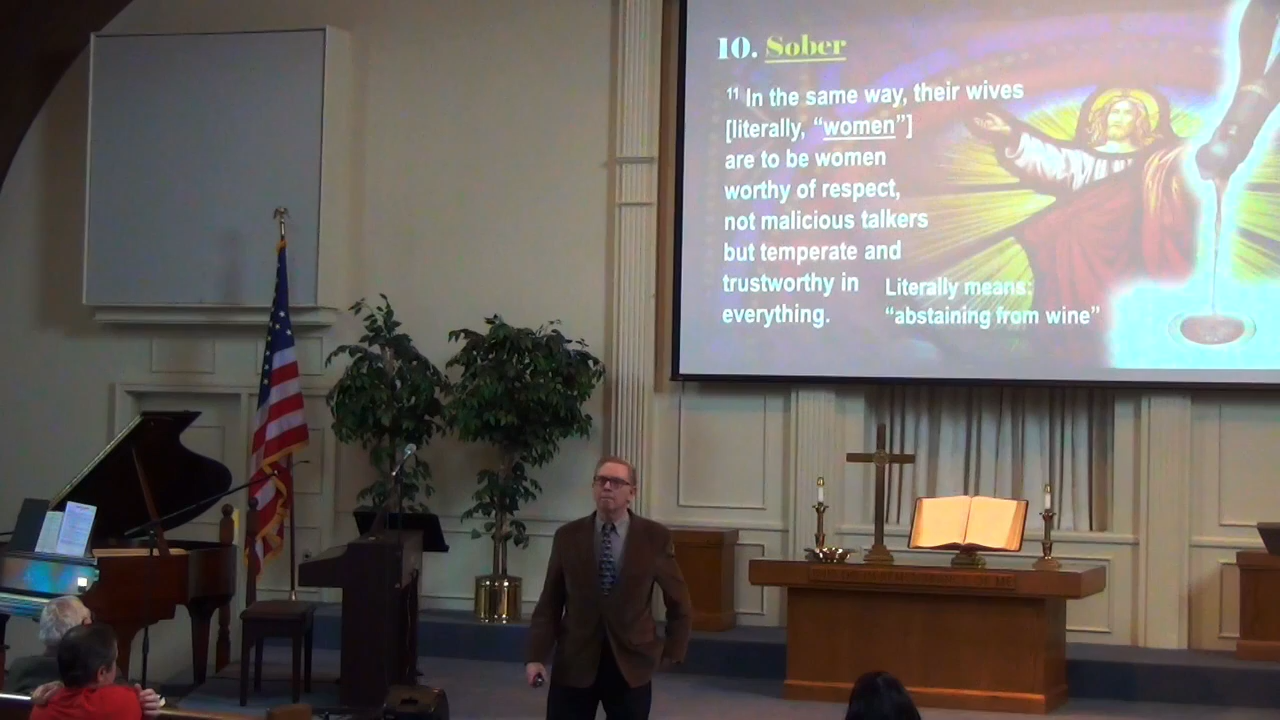 10. Sober
11 In the same way, their wives
[literally, “women”]
are to be women
worthy of respect,
not malicious talkers
but temperate and
trustworthy in
everything.
Literally means:
“abstaining from wine”